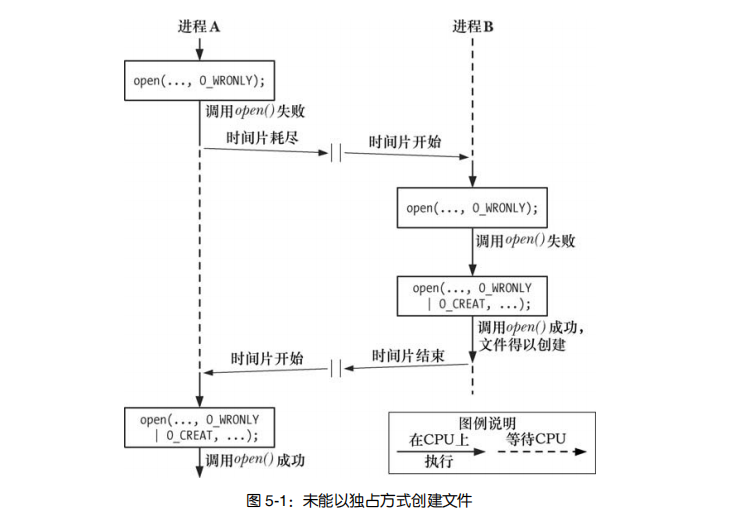 进程A
进程B
open(..., O_WRONLY);
调用open()失败
时间片耗尽
时间片开始
open(..., O_WRONLY);
调用open()失败
open(..., O_WRONLY
| O_CREAT, ...);
调用open()成功，
文件得以创建
时间片结束
时间片开始
open(..., O_WRONLY
| O_CREAT, ...);
调用open()成功
图例说明
在CPU上
执行
等待CPU
图 5-1：未能以独占方式创建文件